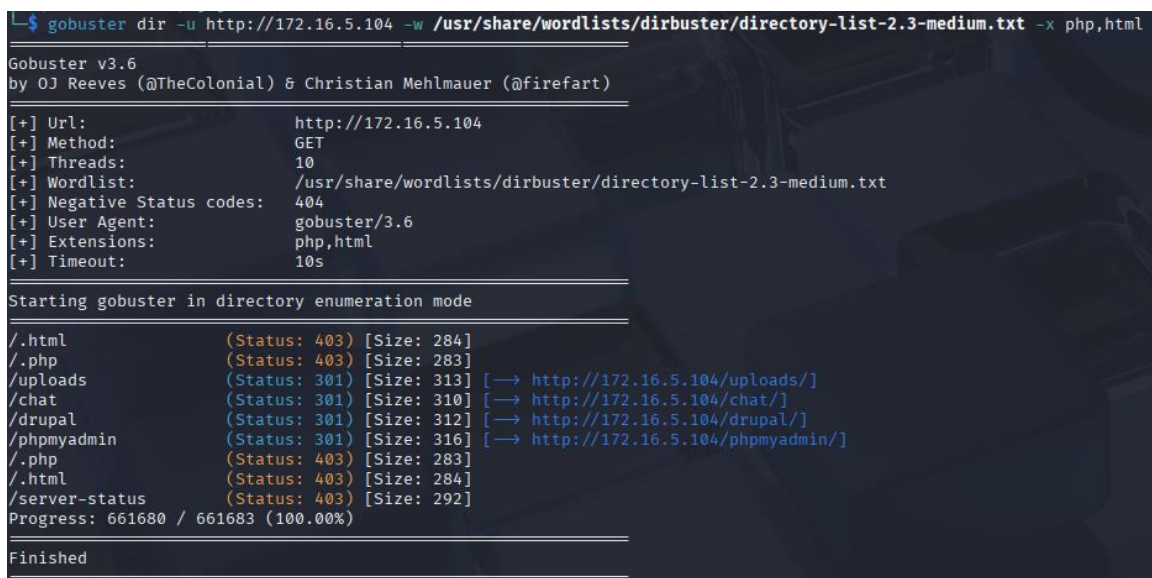 └─$ gobuster dir -u http://172.16.5.104 -w /usr/share/wordlists/dirbuster/directory-list-2.3-medium.txt -x php,html
Gobuster v3.6
by OJ Reeves (@TheColonial) & Christian Mehlmauer (@firefart)
[+] Url: http://172.16.5.104
[+] Method: GET
[+] Threads: 10
[+] Wordlist: /usr/share/wordlists/dirbuster/directory-list-2.3-medium.txt
[+] Negative Status codes: 404
[+] User Agent: gobuster/3.6
[+] Extensions: php,html
[+] Timeout: 10s
Starting gobuster in directory enumeration mode
/.html (Status: 403) [Size: 284]
/.php (Status: 403) [Size: 283]
/uploads (Status: 301) [Size: 313] [--> http://172.16.5.104/uploads/]
/chat (Status: 301) [Size: 310] [--> http://172.16.5.104/chat/]
/drupal (Status: 301) [Size: 312] [--> http://172.16.5.104/drupal/]
/phpmyadmin (Status: 301) [Size: 316] [--> http://172.16.5.104/phpmyadmin/]
/.php (Status: 403) [Size: 283]
/.html (Status: 403) [Size: 284]
/server-status (Status: 403) [Size: 292]
Progress: 661680 / 661683 (100.00%)
Finished